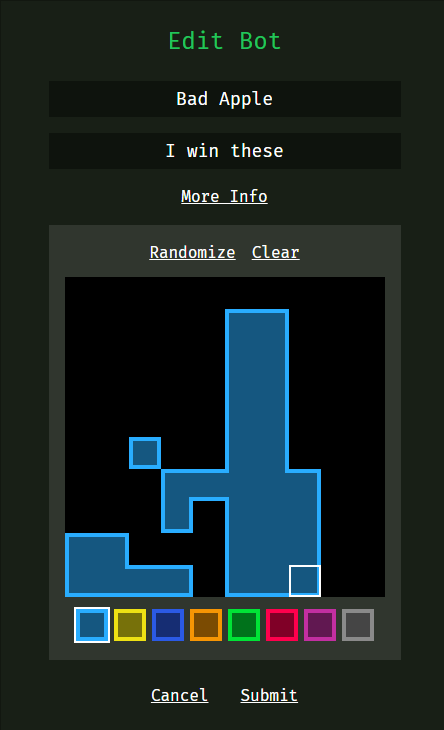 Edit Bot
Bad Apple
I win these
More Info
Randomize Clear
Cancel Submit